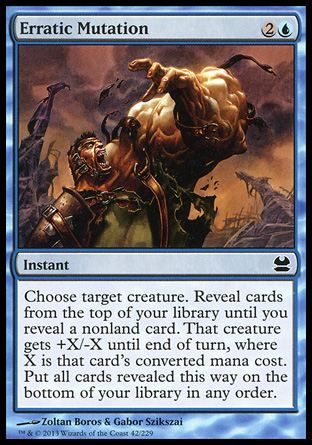 Erratic Mutation 2
Instant
Choose target creature. Reveal cards
from the top of your library until you
reveal a nonland card. That creature
gets +X/-X until end of turn, where
X is that card's converted mana cost.
Put all cards revealed this way on the
bottom of your library in any order.
Zoltan Boros & Gabor Szikszai
™ & © 2013 Wizards of the Coast 42/229